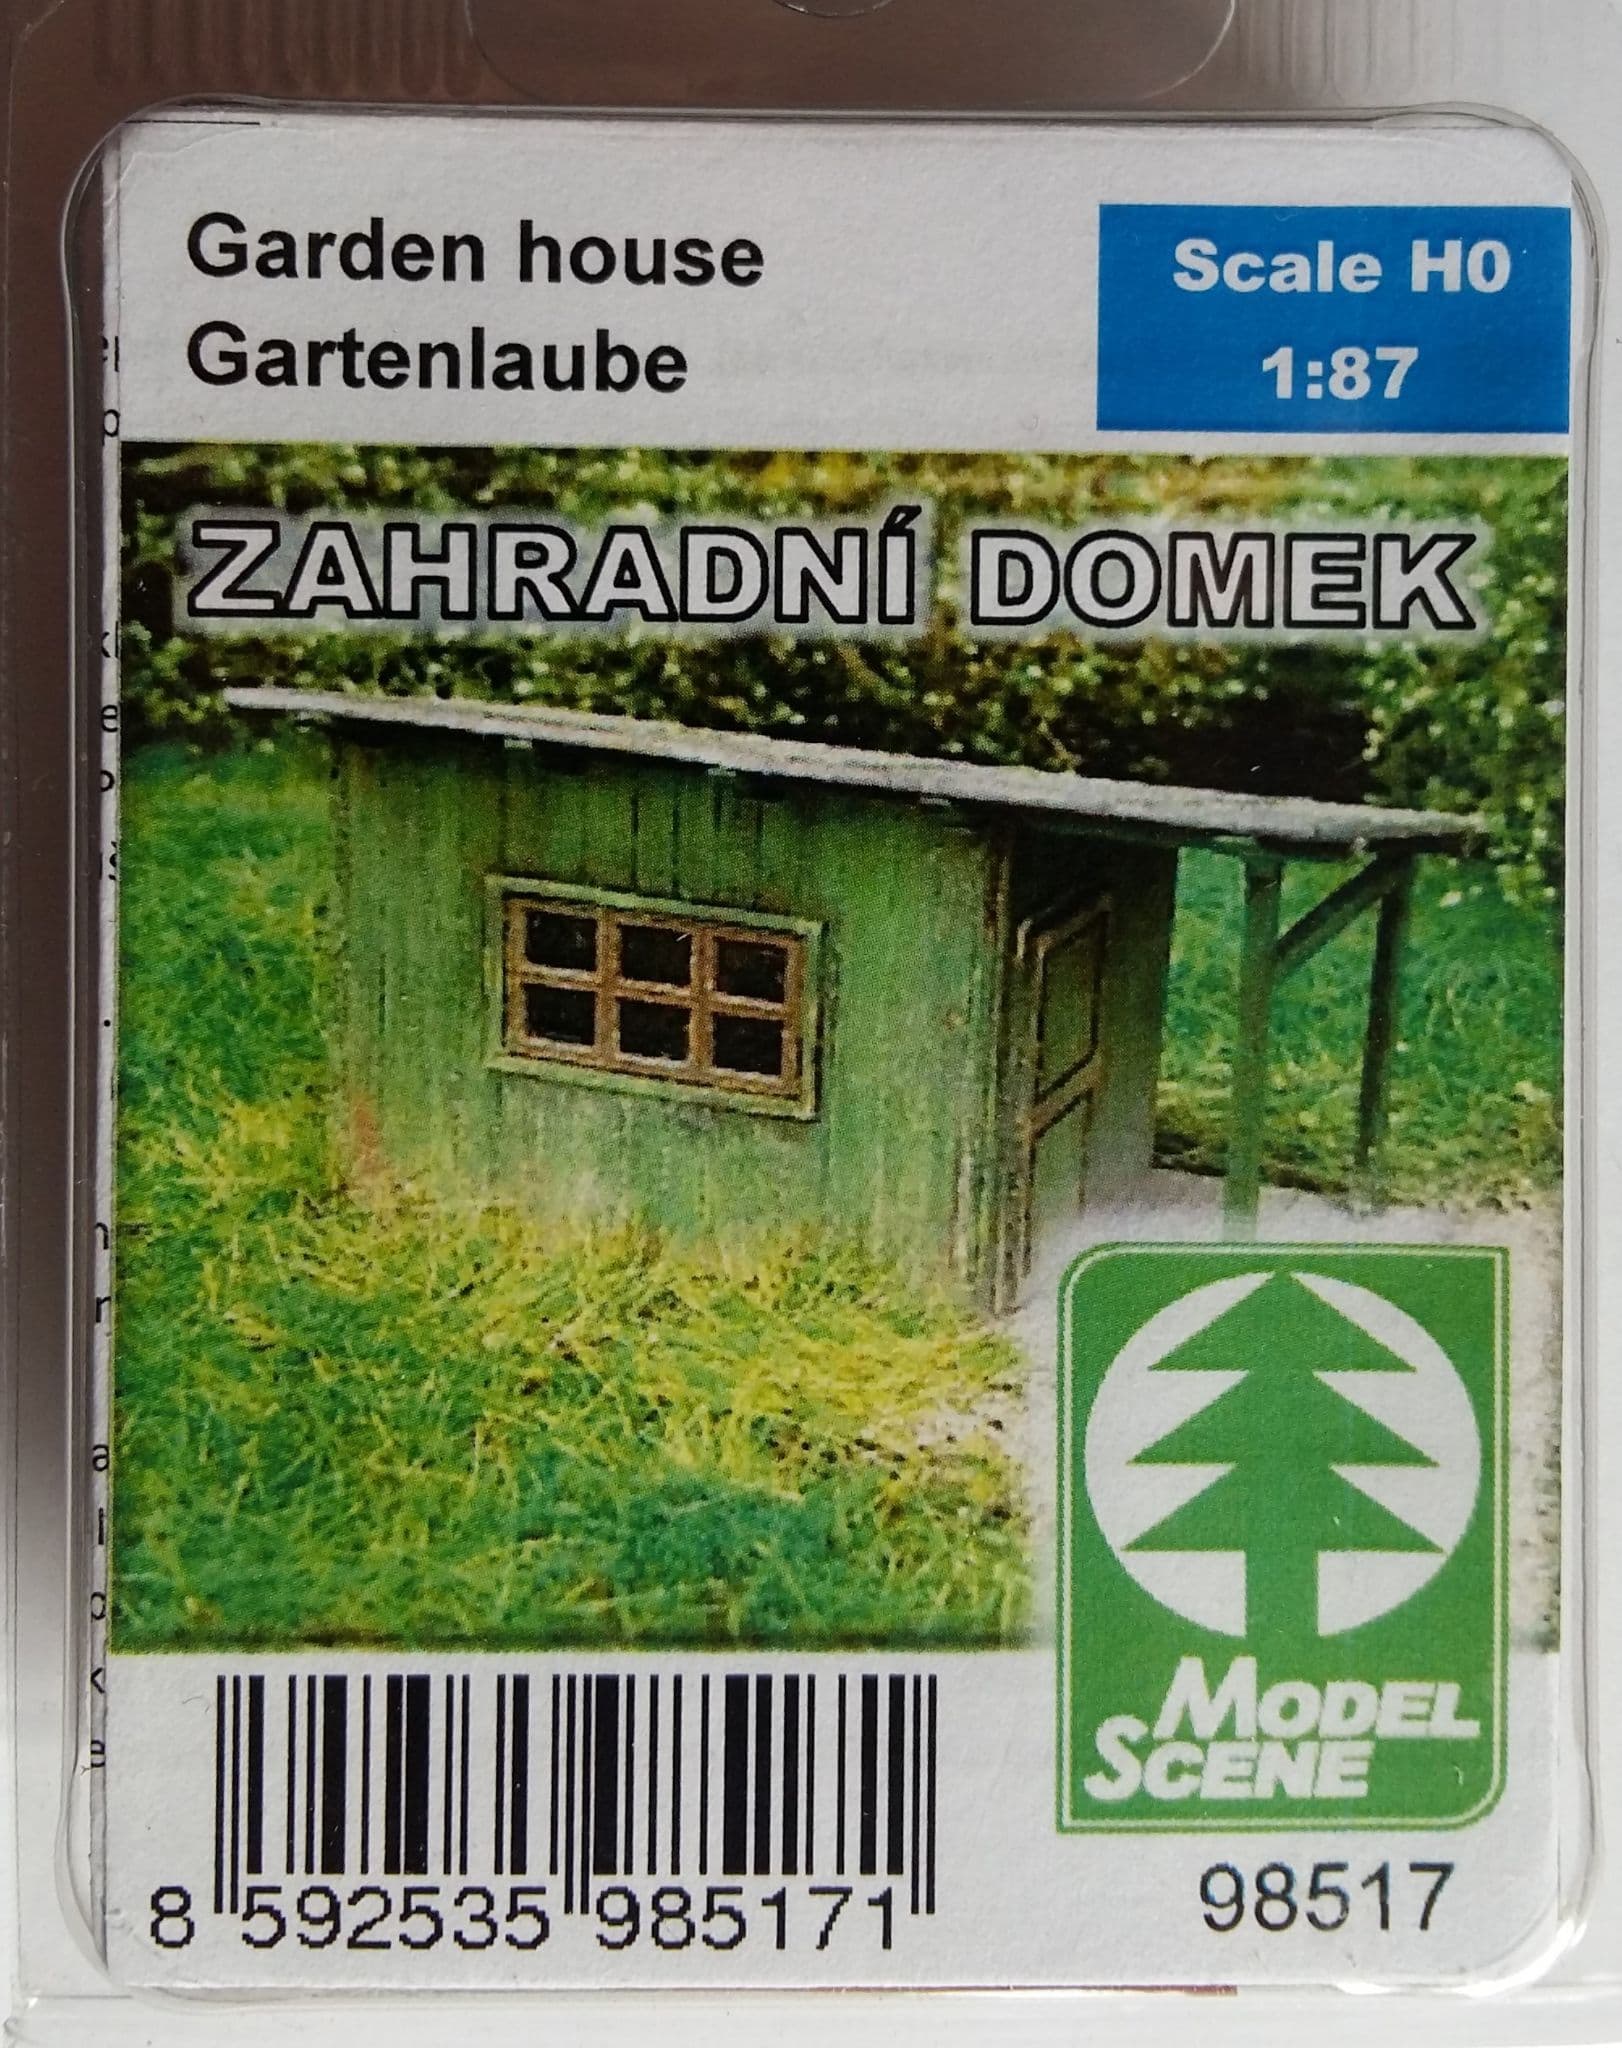 Garden house
Gartenlaube
Scale H0
1:87
ZAHRADNÍ DOMEK
MODEL
SCENE
8 592535 985171
98517